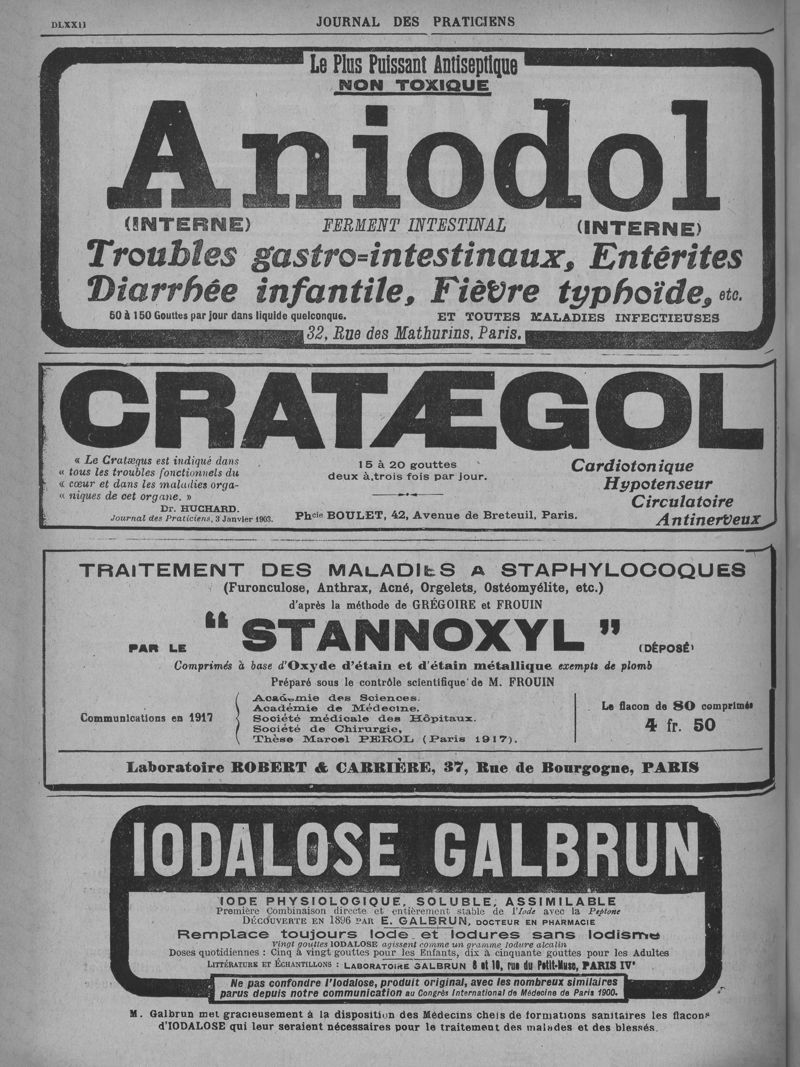 DLXXII
JOURNAL DES PRATICIENS
Le Plus Puissant Antiseptique
NON TOXIQUE
Aniodol
(INTERNE) FERMENT INTESTINAL (INTERNE)
Troubles gastro=intestinaux, Entérites
Diarrhée infantile, Fièvre typhoïde, etc.
50 à 150 Gouttes par jour dans liquide quelconque. ET TOUTES MALADIES INFECTIEUSES
32, Rue des Mathurins, Paris.
CRATÆGOL
« Le Cratægus est indiqué dans
« tous les troubles fonctionnels du
« cœur et dans les maladies orga-
« niques de cet organe. »
Dr. HUCHARD.
Journal des Praticiens, 3 Janvier 1903.
15 à 20 gouttes
deux à trois fois par jour.
Phcie BOULET, 42, Avenue de Breteuil, Paris.
Cardiotonique
Hypotenseur
Circulatoire
Antinerveux
TRAITEMENT DES MALADIES A STAPHYLOCOQUES
(Furonculose, Anthrax, Acné, Orgelets, Ostéomyélite, etc.)
d'après la méthode de GRÉGOIRE et FROUIN
PAR LE “ STANNOXYL ” (DÉPOSÉ)
Comprimés à base d'Oxyde d'étain et d'étain métallique exempts de plomb
Préparé sous le contrôle scientifique de M. FROUIN
Communications en 1917
Académie des Sciences.
Académie de Médecine.
Société médicale des Hôpitaux.
Société de Chirurgie,
Thèse Marcel PEROL (Paris 1917).
Le flacon de 80 comprimés
4 fr. 50
Laboratoire ROBERT & CARRIÈRE, 37, Rue de Bourgogne, PARIS
IODALOSE GALBRUN
IODE PHYSIOLOGIQUE, SOLUBLE, ASSIMILABLE
Première Combinaison directe et entièrement stable de l'Iode avec la Peptone
DÉCOUVERTE EN 1896 PAR E. GALBRUN, DOCTEUR EN PHARMACIE
Remplace toujours Iode et Iodures sans Iodisme
Vingt gouttes IODALOSE agissent comme un gramme Iodure alcalin
Doses quotidiennes : Cinq à vingt gouttes pour les Enfants, dix à cinquante gouttes pour les Adultes
LITTÉRATURE ET ÉCHANTILLONS : LABORATOIRE GALBRUN 8 et 10, rue du Petit-Musc, PARIS IVe
Ne pas confondre l'Iodalose, produit original, avec les nombreux similaires
parus depuis notre communication au Congrès International de Médecine de Paris 1900.
M. Galbrun met gracieusement à la disposition des Médecins chefs de formations sanitaires les flacons
d'IODALOSE qui leur seraient nécessaires pour le traitement des malades et des blessés.